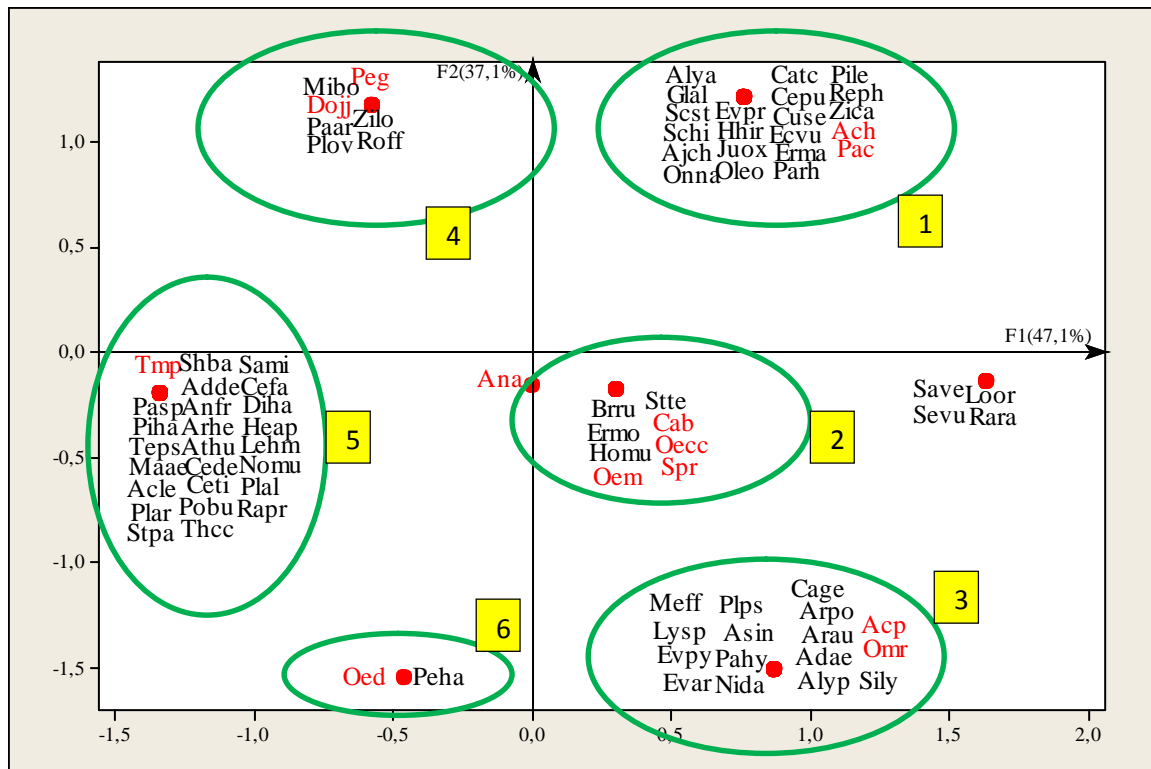 F2(37,1%)
F1(47,1%)
1,0
0,5
0,0
-0,5
-1,0
-1,5
-1,5
-1,0
-0,5
0,0
0,5
1,0
1,5
2,0
Peg
Mibo
Dojj
Zilo
Paar
Plov Roff
4
Alya Catc Pile
Glal Cepu Reph
Scst Evpr Cuse Zica
Schi Hhir Ecvu Ach
Ajch Juox Erma Pac
Onna Oleo Parh
1
Tmp Shba Sami
Adde Cefa
Pasp Anfr Diha
Piha Arhe Heap
Teps Athu Lehm
Maae Cede Nomu
Acle Ceti Plal
Plar Pobu Rapr
Stpa Thcc
5
Ana
Brru Stte
Ermo Cab
Homu Oecc
Oem Spr
2
Save Loor
Sevu Rara
Meff Plps Cage
Lysp Asin Arpo Acp
Evpy Pahy Arau Omr
Evar Nida Adae
Alyp Sily
3
Oed Peha
6